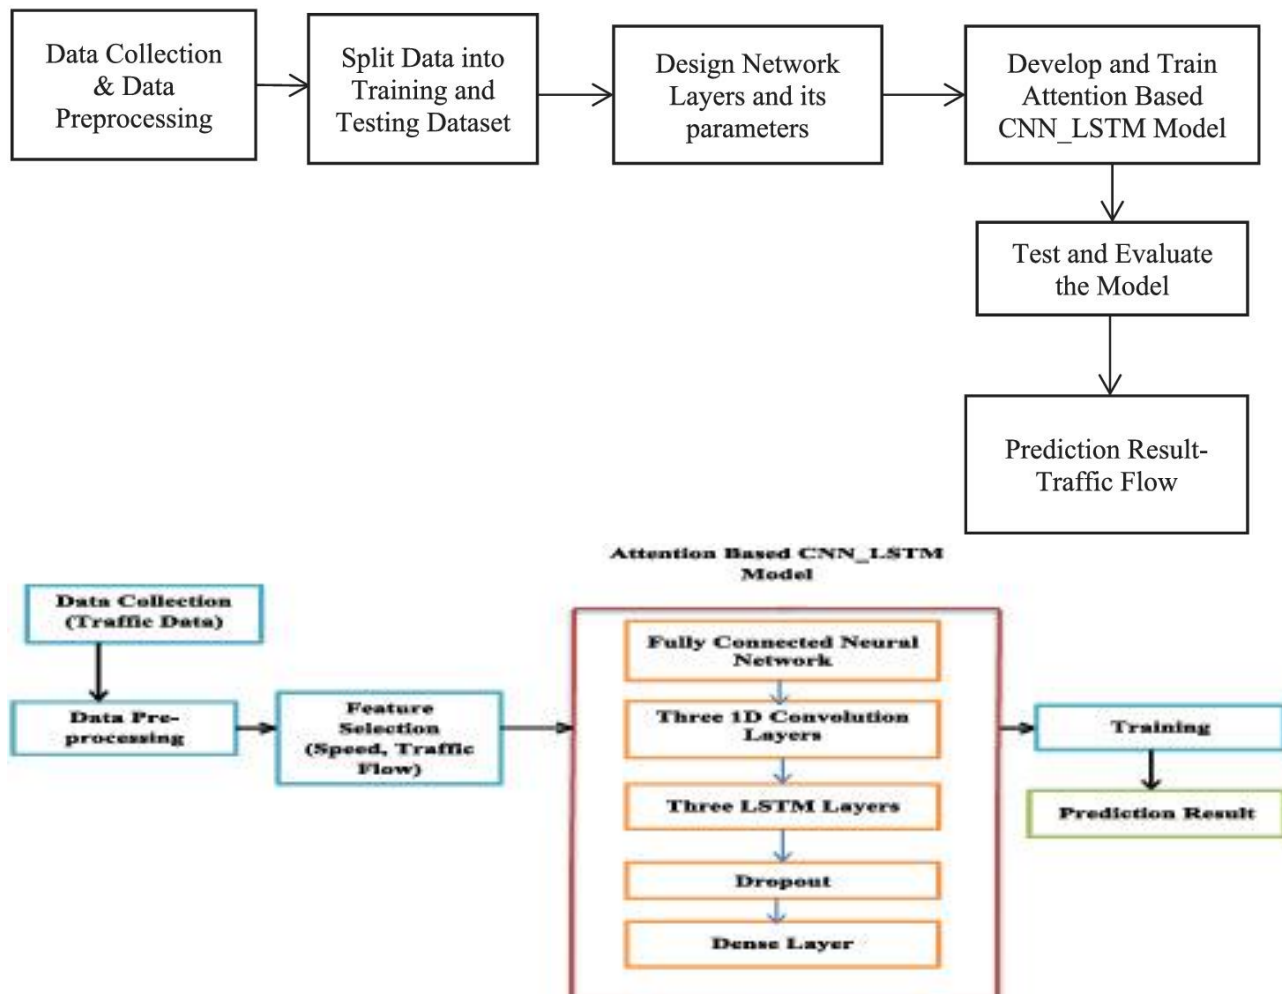 Data Collection
& Data
Preprocessing
Split Data into
Training and
Testing Dataset
Design Network
Layers and its
parameters
Develop and Train
Attention Based
CNN_LSTM Model
Test and Evaluate
the Model
Prediction Result-
Traffic Flow
Attention Based CNN_LSTM
Model
Data Collection
(Traffic Data)
Data Pre-
processing
Feature
Selection
(Speed, Traffic
Flow)
Fully Connected Neural
Network
Three 1D Convolution
Layers
Three LSTM Layers
Dropout
Dense Layer
Training
Prediction Result